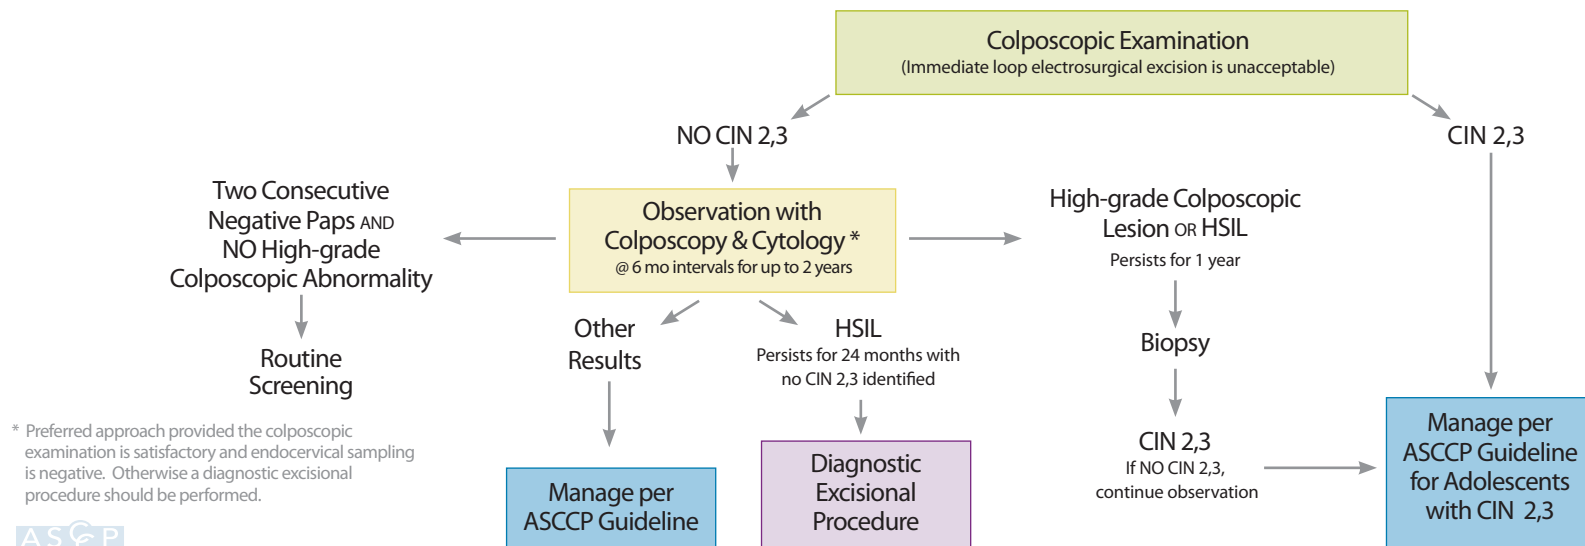 Colposcopic Examination
(Immediate loop electrosurgical excision is unacceptable)
NO CIN 2,3
CIN 2,3
Two Consecutive
Negative Paps AND
NO High-grade
Colposcopic Abnormality
Observation with
Colposcopy & Cytology *
@ 6 mo intervals for up to 2 years
High-grade Colposcopic
Lesion OR HSIL
Persists for 1 year
Other
Results
HSIL
Persists for 24 months with
no CIN 2,3 identified
Biopsy
Routine
Screening
* Preferred approach provided the colposcopic
examination is satisfactory and endocervical sampling
is negative. Otherwise a diagnostic excisional
procedure should be performed.
Manage per
ASCCP Guideline
Diagnostic
Excisional
Procedure
CIN 2,3
If NO CIN 2,3,
continue observation
Manage per
ASCCP Guideline
for Adolescents
with CIN 2,3
ASCCP